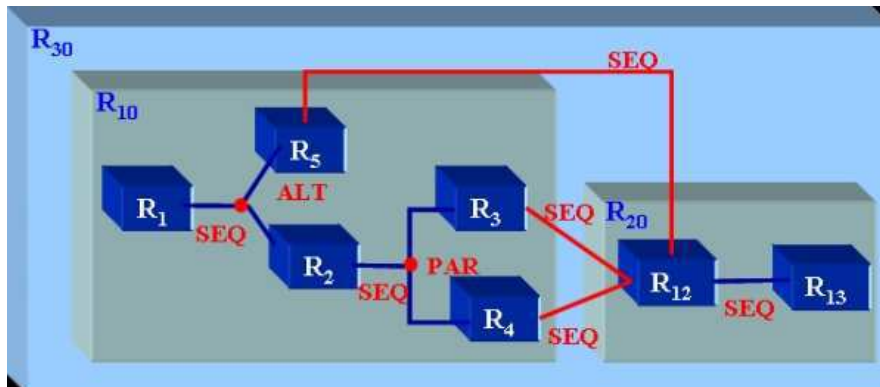 R30
SEQ
R10
R5
ALT
R1
R3
SEQ
R20
SEQ
R2
PAR
R12
R13
SEQ
R4
SEQ
SEQ